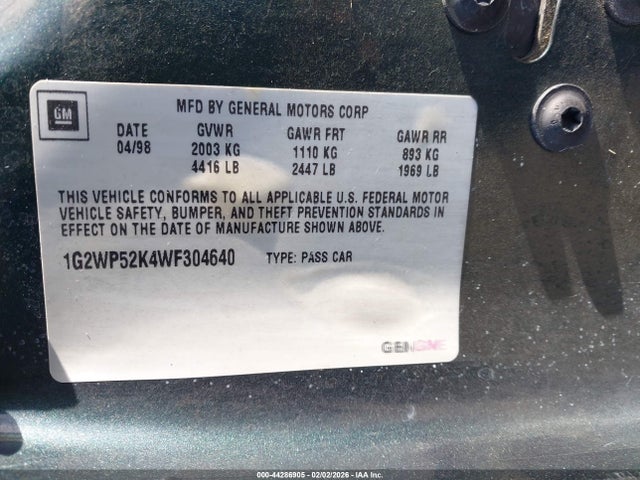 GM
MFD BY GENERAL MOTORS CORP
DATE GVWR GAWR FRT GAWR RR
04/98 2003 KG 1110 KG 893 KG
4416 LB 2447 LB 1969 LB
THIS VEHICLE CONFORMS TO ALL APPLICABLE U.S. FEDERAL MOTOR
VEHICLE SAFETY, BUMPER, AND THEFT PREVENTION STANDARDS IN
EFFECT ON THE DATE OF MANUFACTURE SHOWN ABOVE.
1G2WP52K4WF304640 TYPE: PASS CAR
000-44286905 - 02/02/2026 - IAA Inc.